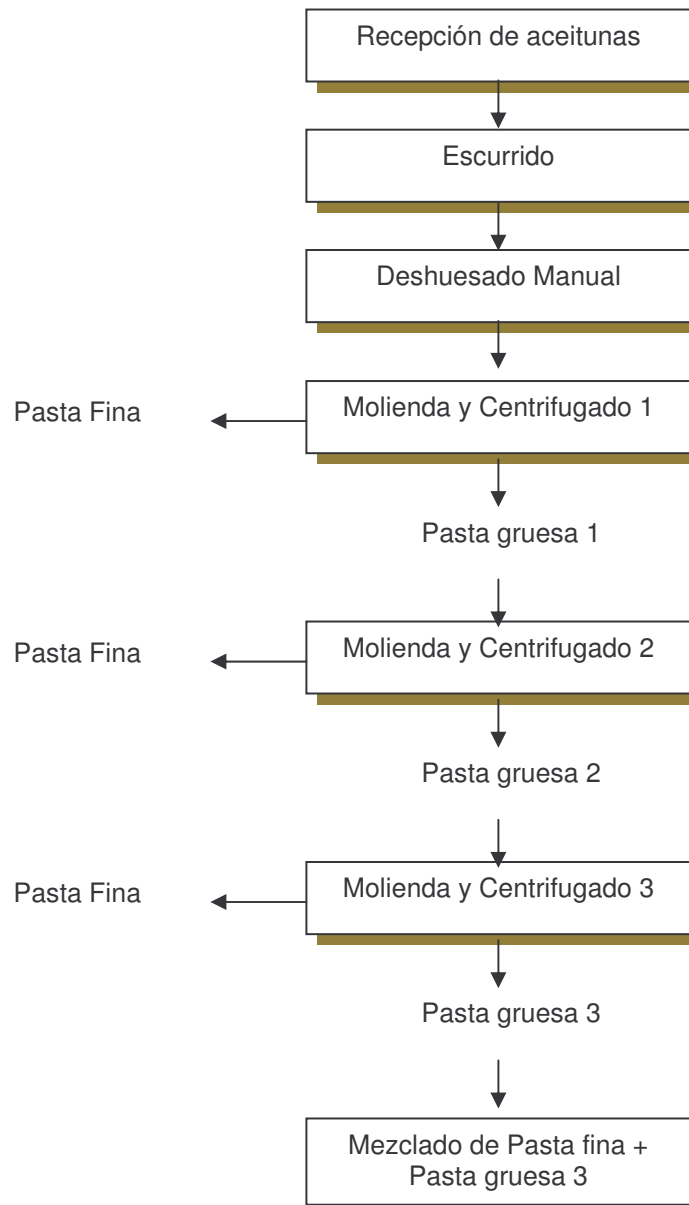 Recepción de aceitunas
Escurrido
Deshuesado Manual
Pasta Fina
Molienda y Centrifugado 1
Pasta gruesa 1
Pasta Fina
Molienda y Centrifugado 2
Pasta gruesa 2
Pasta Fina
Molienda y Centrifugado 3
Pasta gruesa 3
Mezclado de Pasta fina +
Pasta gruesa 3